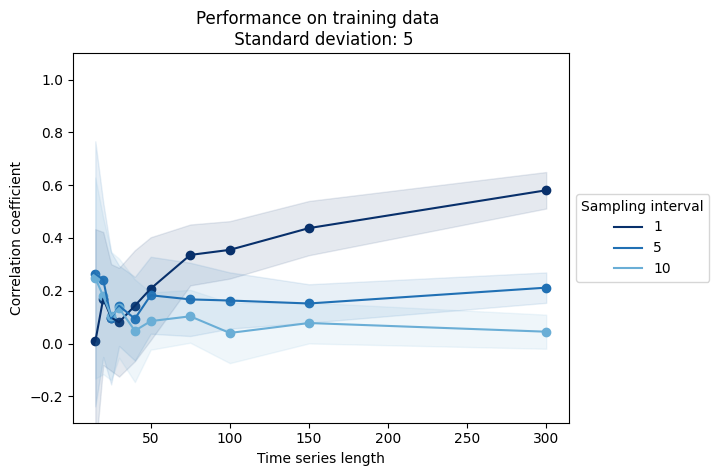 Performance on training data
Standard deviation: 5
Correlation coefficient
1.0
0.8
0.6
0.4
0.2
0.0
−0.2
50 100 150 200 250 300
Time series length
Sampling interval
1
5
10